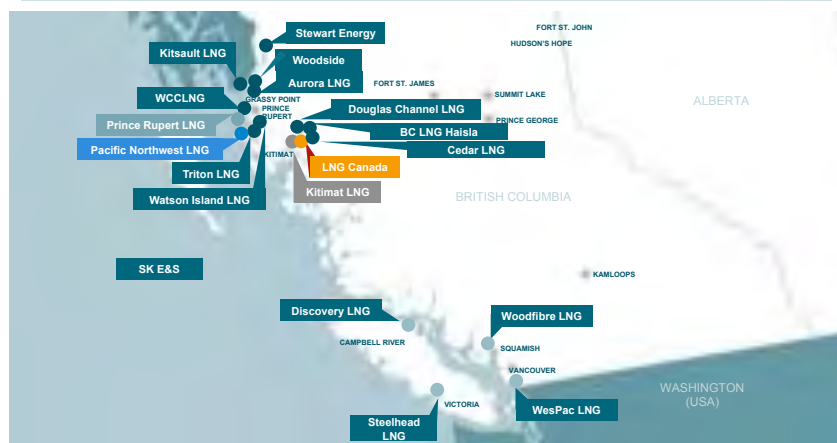 Stewart Energy
FORT ST. JOHN
HUDSON'S HOPE
Kitsault LNG
Woodside
Aurora LNG
FORT ST. JAMES
WCCLNG
GRASSY POINT
PRINCE
RUPERT
SUMMIT LAKE
ALBERTA
Douglas Channel LNG
Prince Rupert LNG
BC LNG Haisla
PRINCE GEORGE
Pacific Northwest LNG
Cedar LNG
KITIMAT
Triton LNG
LNG Canada
Watson Island LNG
Kitimat LNG
BRITISH COLUMBIA
SK E&S
KAMLOOPS
Discovery LNG
Woodfibre LNG
CAMPBELL RIVER
SQUAMISH
VANCOUVER
WASHINGTON
(USA)
VICTORIA
WesPac LNG
Steelhead
LNG